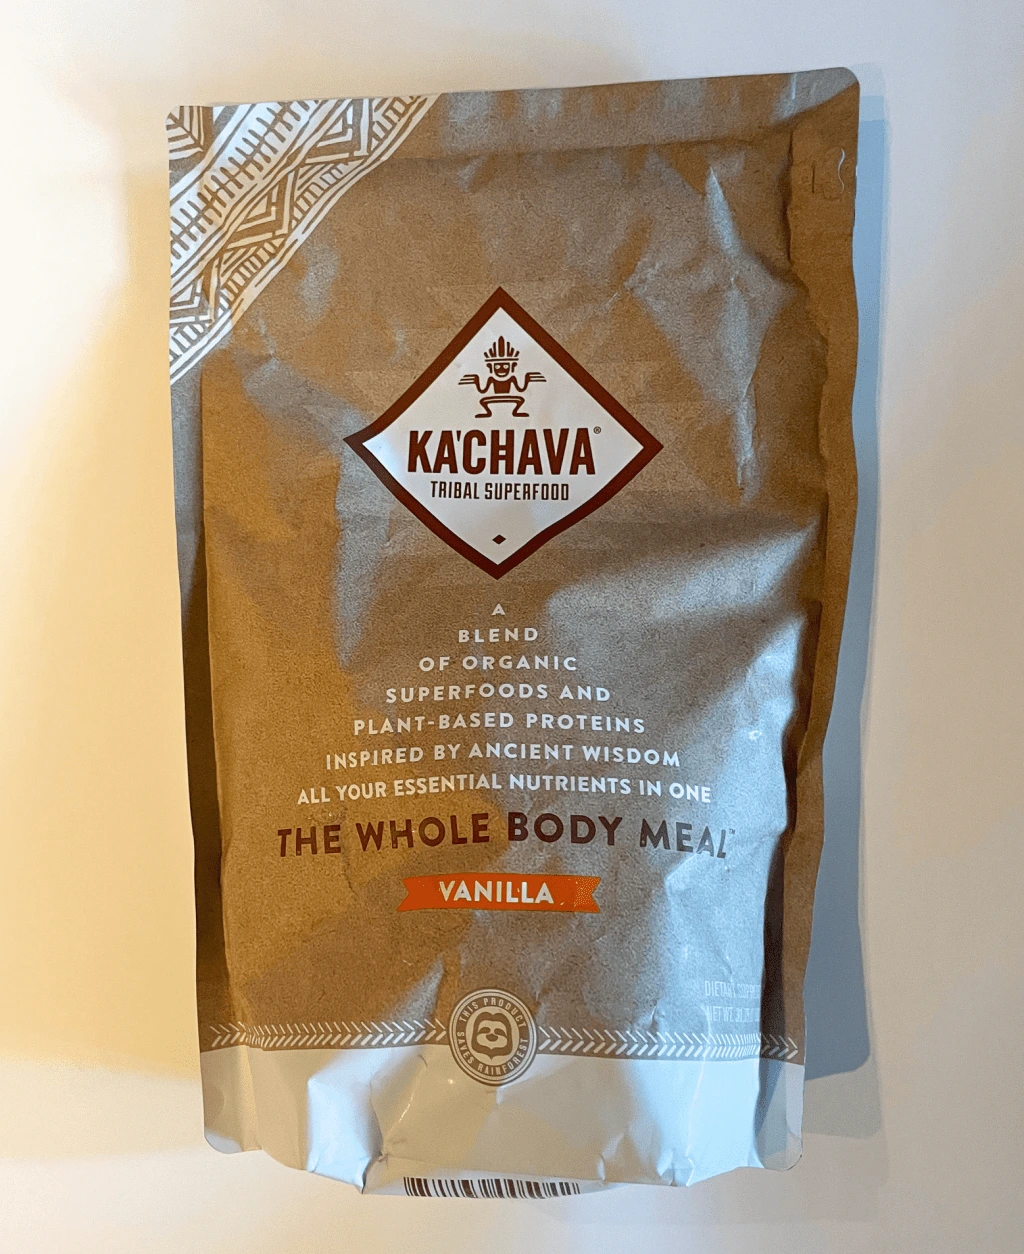 KA'CHAVA®
TRIBAL SUPERFOOD
A
BLEND
OF ORGANIC
SUPERFOODS AND
PLANT-BASED PROTEINS
INSPIRED BY ANCIENT WISDOM
ALL YOUR ESSENTIAL NUTRIENTS IN ONE
THE WHOLE BODY MEAL™
VANILLA
THIS PRODUCT
SAVES RAINFOREST